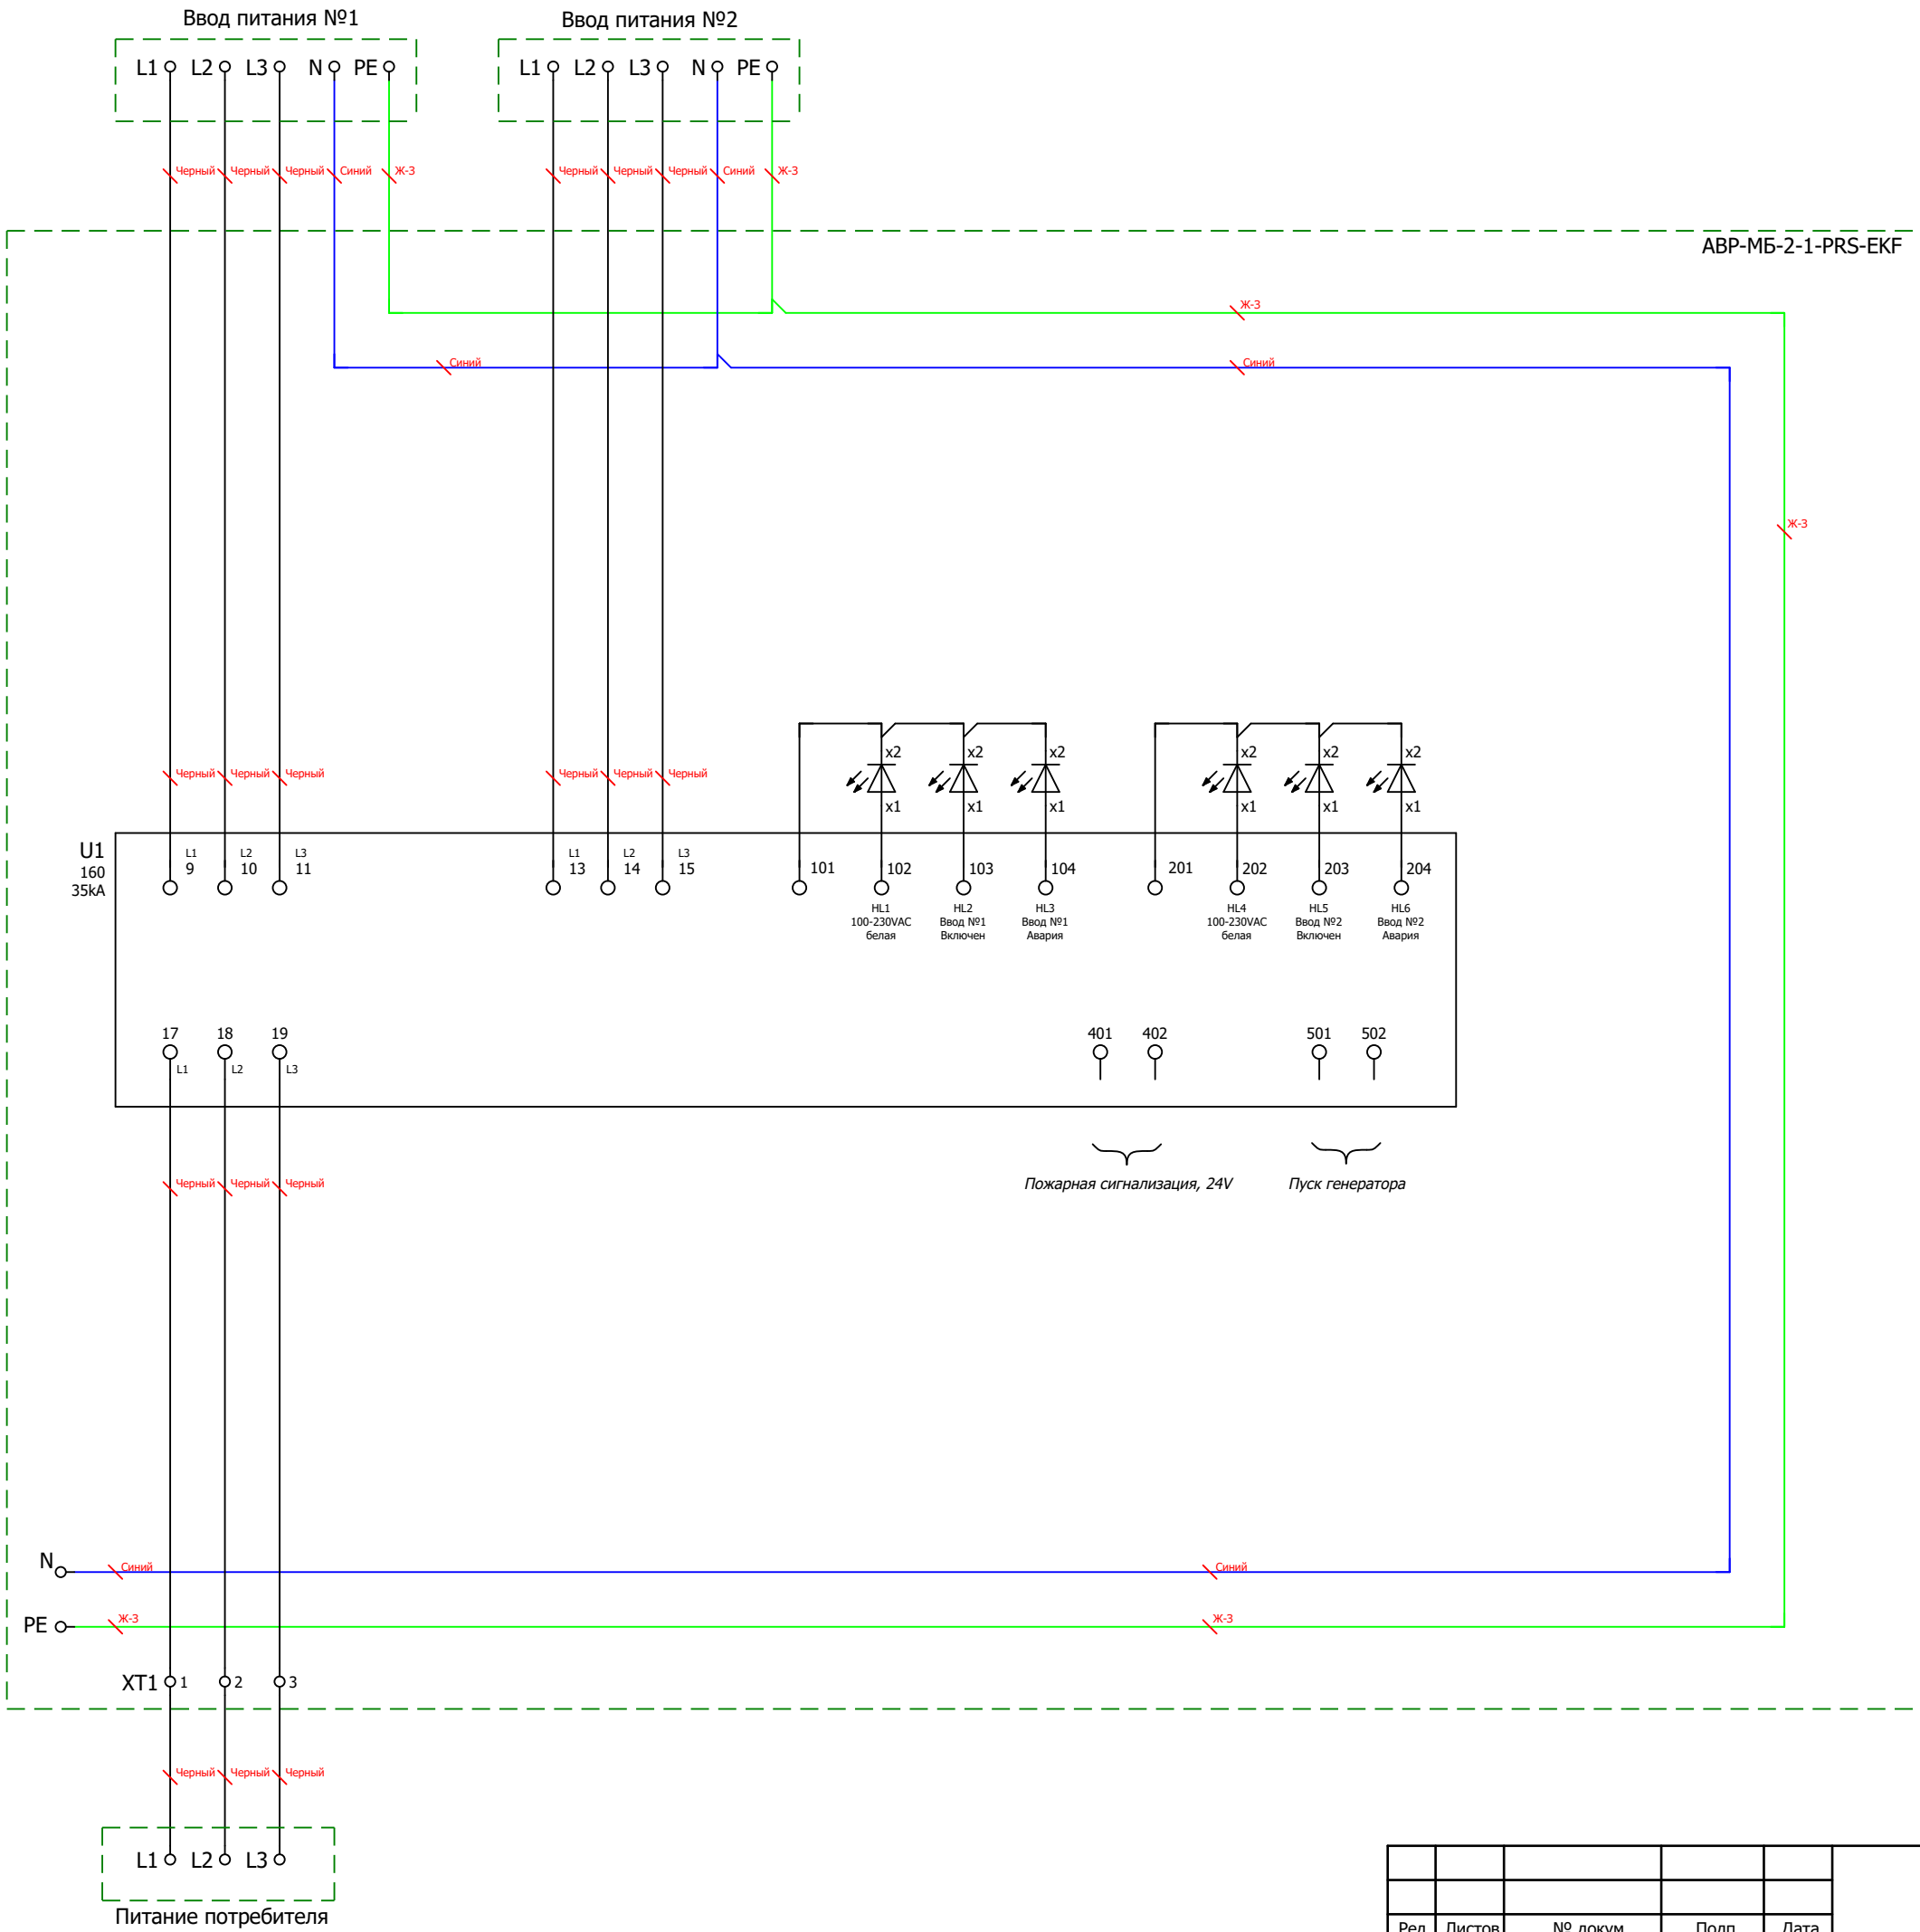 Ввод питания №1
Ввод питания №2
L1 L2 L3 N PE
L1 L2 L3 N PE
Черный Черный Черный Синий Ж-З
Черный Черный Черный Синий Ж-З
АВР-МБ-2-1-PRS-EKF
Ж-З
Синий
Синий
Ж-З
x2 x2 x2
x2 x2 x2
Черный Черный Черный
Черный Черный Черный
x1 x1 x1
x1 x1 x1
U1
160
35kA
L1 L2 L3
9 10 11
L1 L2 L3
13 14 15
101 102 103 104
201 202 203 204
HL1
100-230VAC
белая
HL2
Ввод №1
Включен
HL3
Ввод №1
Авария
HL4
100-230VAC
белая
HL5
Ввод №2
Включен
HL6
Ввод №2
Авария
17 18 19
L1 L2 L3
401 402
501 502
Пожарная сигнализация, 24V
Пуск генератора
Черный Черный Черный
N
Синий
Синий
PE
Ж-З
Ж-З
XT1 1 2 3
Черный Черный Черный
L1 L2 L3
Питание потребителя
Ред Листов № докум. Подп. Дата